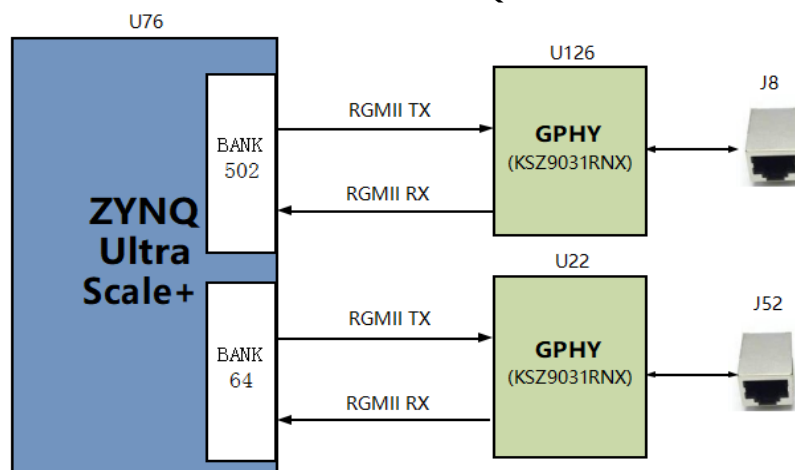 U76
U126
J8
RGMII TX
GPHY
(KSZ9031RNX)
BANK
502
RGMII RX
ZYNQ
Ultra
Scale+
U22
J52
RGMII TX
GPHY
(KSZ9031RNX)
BANK
64
RGMII RX